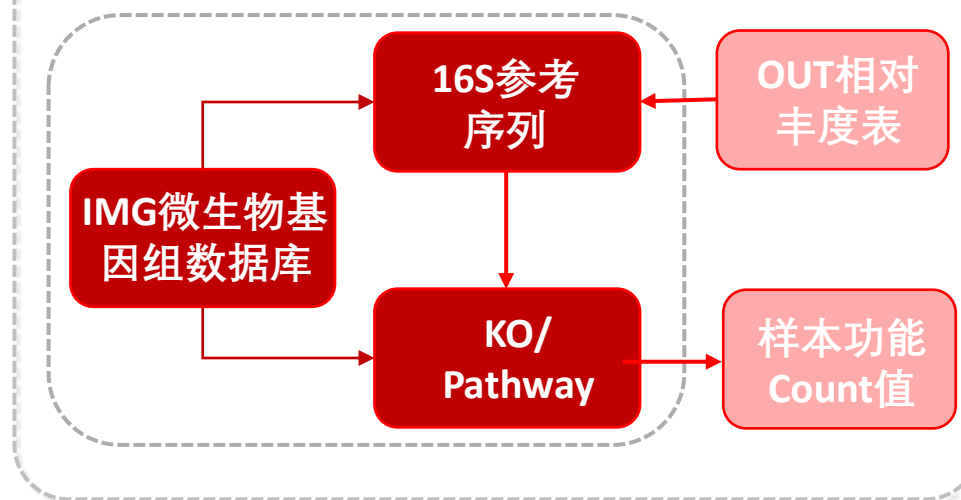 16S参考
序列
OUT相对
丰度表
IMG微生物基
因组数据库
KO/
Pathway
样本功能
Count值